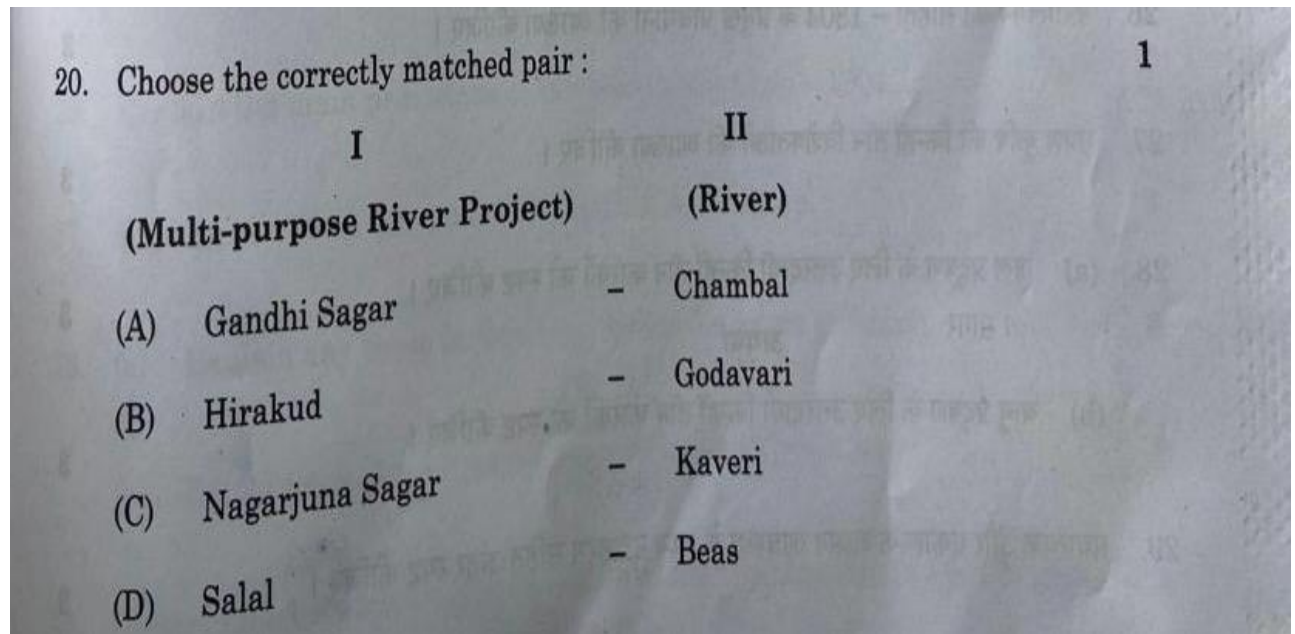 20. Choose the correctly matched pair : 1
I II
(Multi-purpose River Project) (River)
(A) Gandhi Sagar – Chambal
(B) Hirakud – Godavari
(C) Nagarjuna Sagar – Kaveri
(D) Salal – Beas